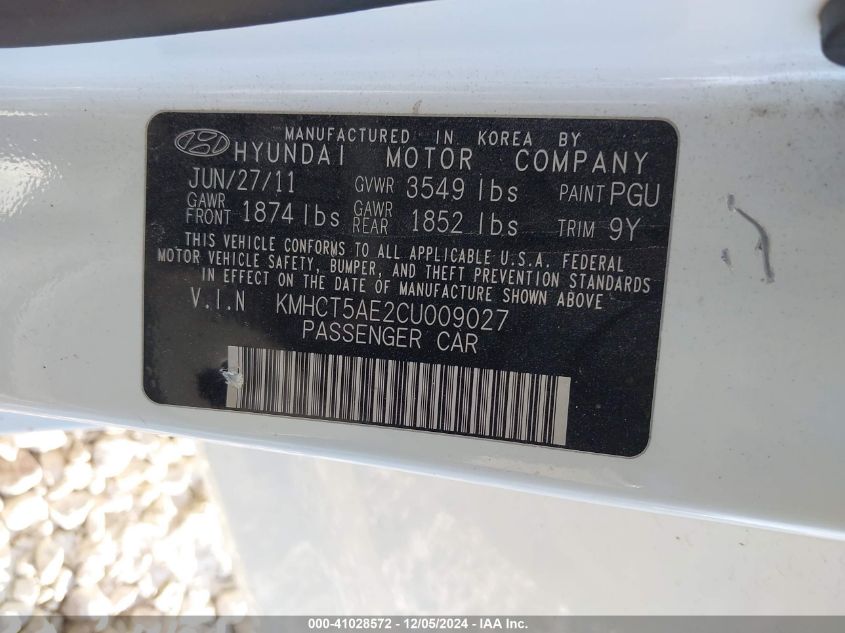 MANUFACTURED IN KOREA BY
HYUNDAI MOTOR COMPANY
JUN/27/11 GVWR 3549 lbs PAINT PGU
GAWR FRONT 1874 lbs GAWR REAR 1852 lbs TRIM 9Y
THIS VEHICLE CONFORMS TO ALL APPLICABLE U.S.A. FEDERAL
MOTOR VEHICLE SAFETY, BUMPER, AND THEFT PREVENTION STANDARDS
IN EFFECT ON THE DATE OF MANUFACTURE SHOWN ABOVE.
V.I.N KMHCT5AE2CU009027
PASSENGER CAR
000-41028572 - 12/05/2024 - IAA Inc.